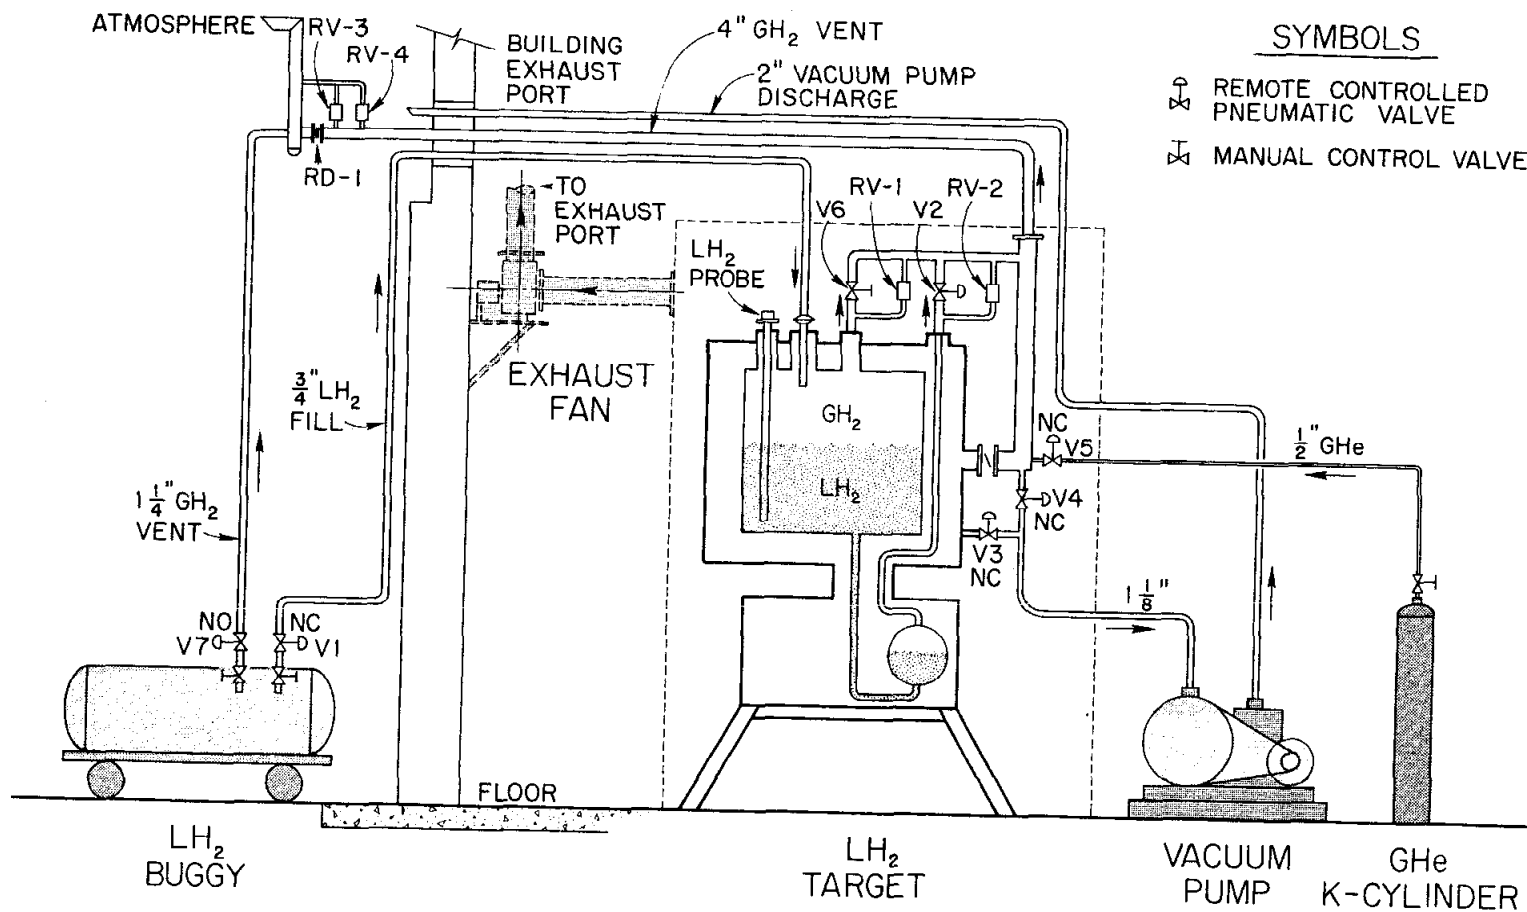 ATMOSPHERE
RV-3
RV-4
BUILDING
EXHAUST
PORT
4" GH₂ VENT
2" VACUUM PUMP
DISCHARGE
SYMBOLS
REMOTE CONTROLLED
PNEUMATIC VALVE
MANUAL CONTROL VALVE
RD-1
TO
EXHAUST
PORT
LH₂
PROBE
V6
RV-1
V2
RV-2
EXHAUST
FAN
3/4" LH₂
FILL
GH₂
LH₂
NC
V5
1/2" GHe
V4
NC
V3
NC
1 1/4" GH₂
VENT
1 1/8"
NO
V7
NC
V1
FLOOR
LH₂
BUGGY
LH₂
TARGET
VACUUM
PUMP
GHe
K-CYLINDER